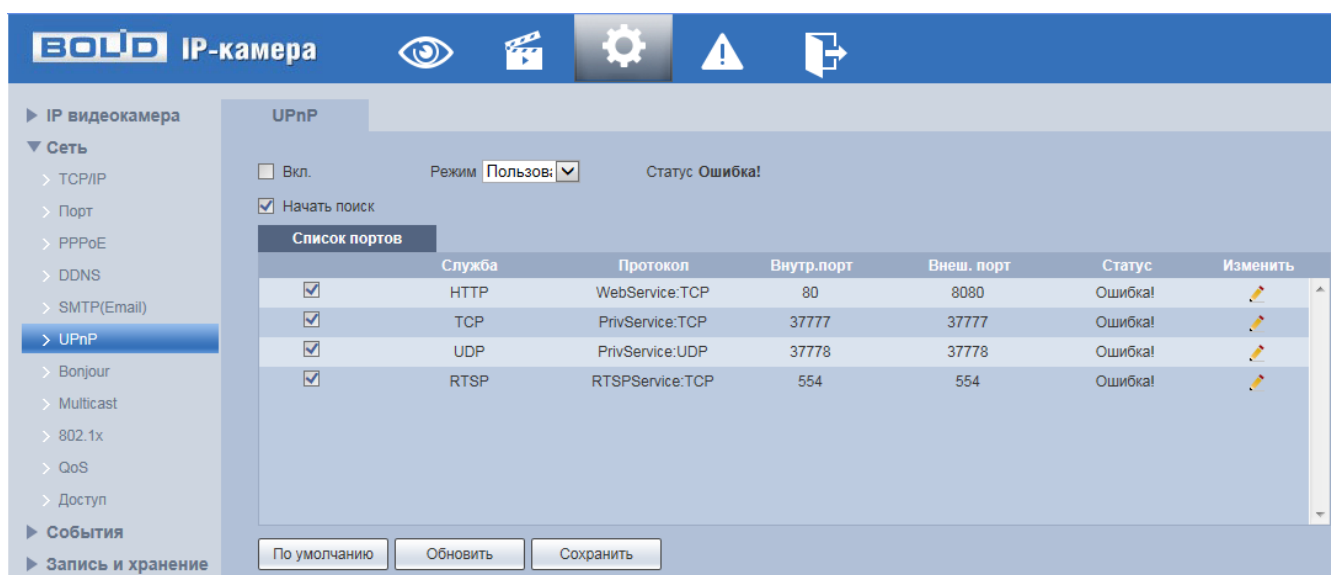 BOLID IP-камера
IP видеокамера
Сеть
TCP/IP
Порт
PPPoE
DDNS
SMTP(Email)
UPnP
Bonjour
Multicast
802.1x
QoS
Доступ
События
Запись и хранение
UPnP
Вкл. Режим Пользова Статус Ошибка!
Начать поиск
Список портов
Служба Протокол Внутр.порт Внеш. порт Статус Изменить
HTTP WebService:TCP 80 8080 Ошибка!
TCP PrivService:TCP 37777 37777 Ошибка!
UDP PrivService:UDP 37778 37778 Ошибка!
RTSP RTSPService:TCP 554 554 Ошибка!
По умолчанию Обновить Сохранить